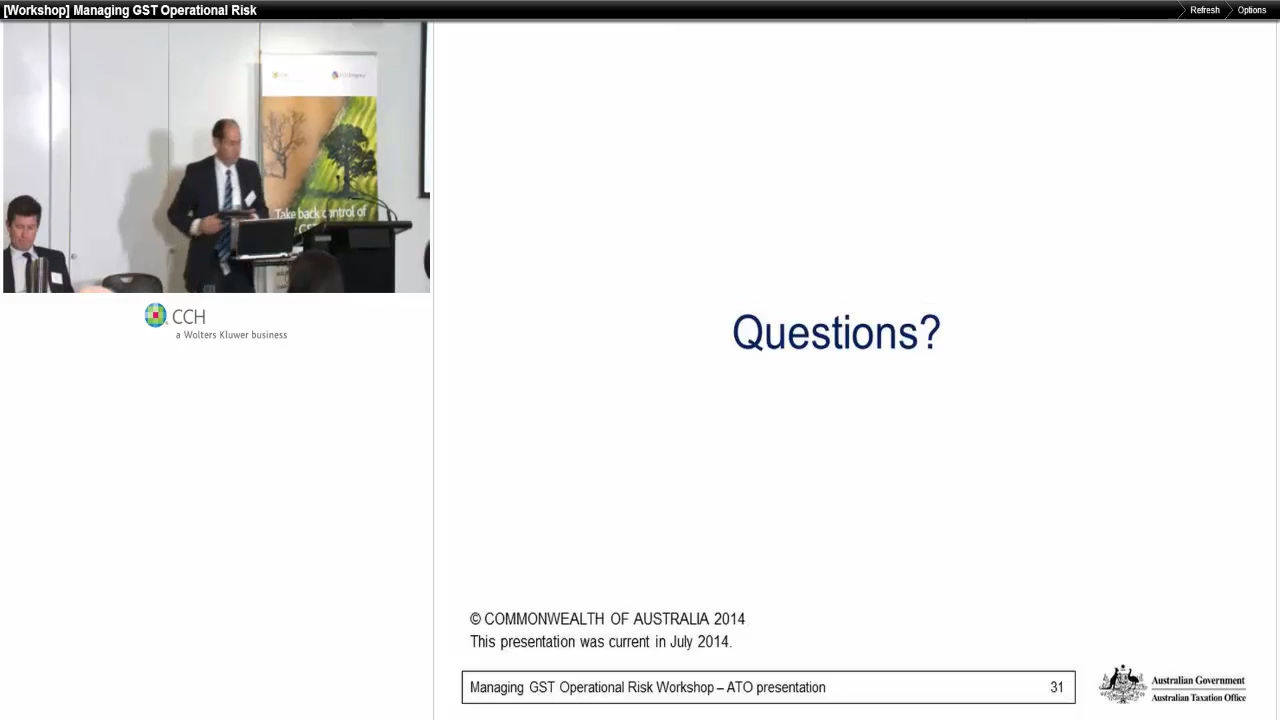 [Workshop] Managing GST Operational Risk
Refresh
Options
Take back control of
CCH
a Wolters Kluwer business
Questions?
© COMMONWEALTH OF AUSTRALIA 2014
This presentation was current in July 2014.
Managing GST Operational Risk Workshop – ATO presentation
31
Australian Government
Australian Taxation Office